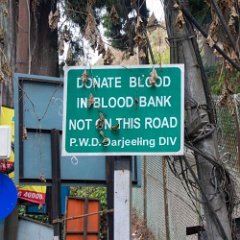 DONATE BLOOD
IN BLOOD BANK
NOT ON THIS ROAD
P.W.D. Darjeeling DIV